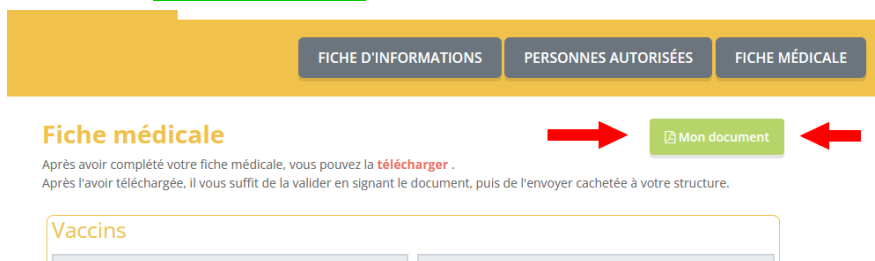 FICHE D'INFORMATIONS PERSONNES AUTORISÉES FICHE MÉDICALE
Fiche médicale
Mon document
Après avoir complété votre fiche médicale, vous pouvez la télécharger .
Après l'avoir téléchargée, il vous suffit de la valider en signant le document, puis de l'envoyer cachetée à votre structure.
Vaccins